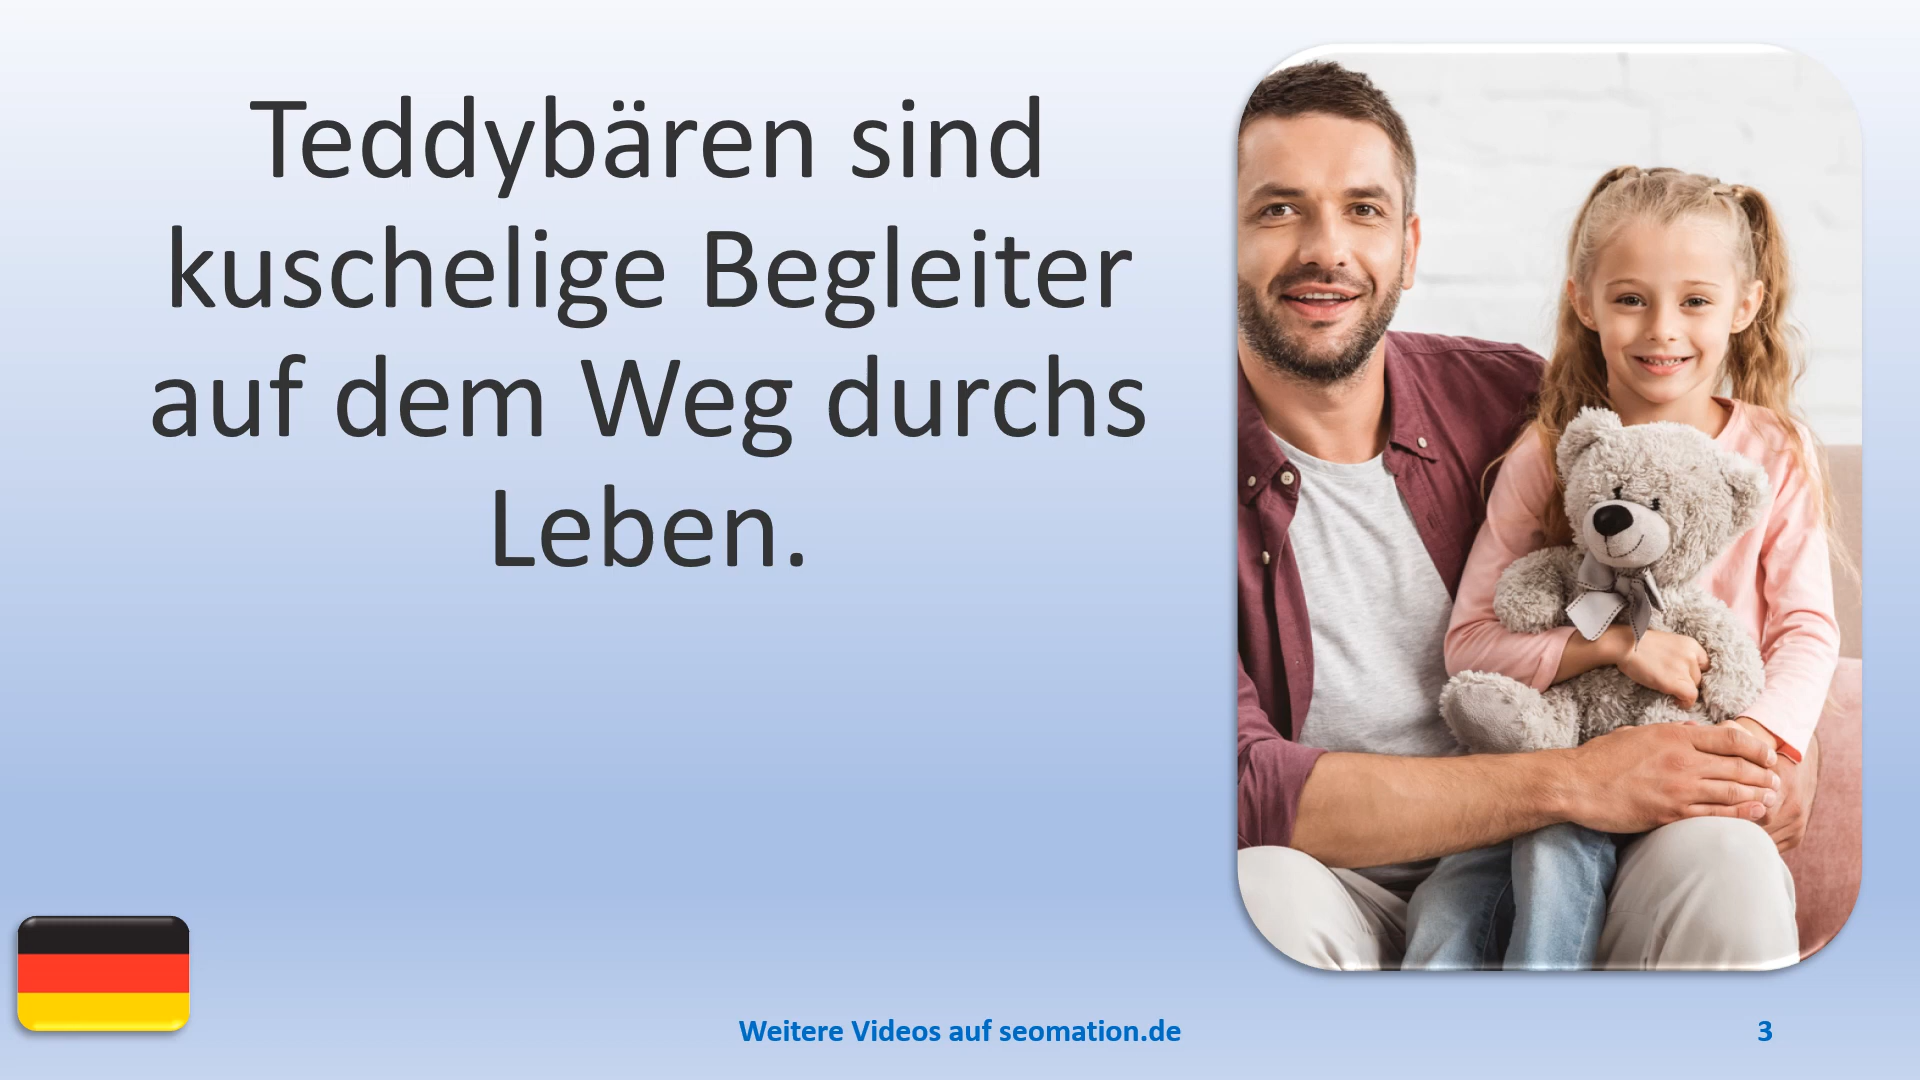 Teddybären sind
kuschelige Begleiter
auf dem Weg durchs
Leben.
Weitere Videos auf seomation.de
3